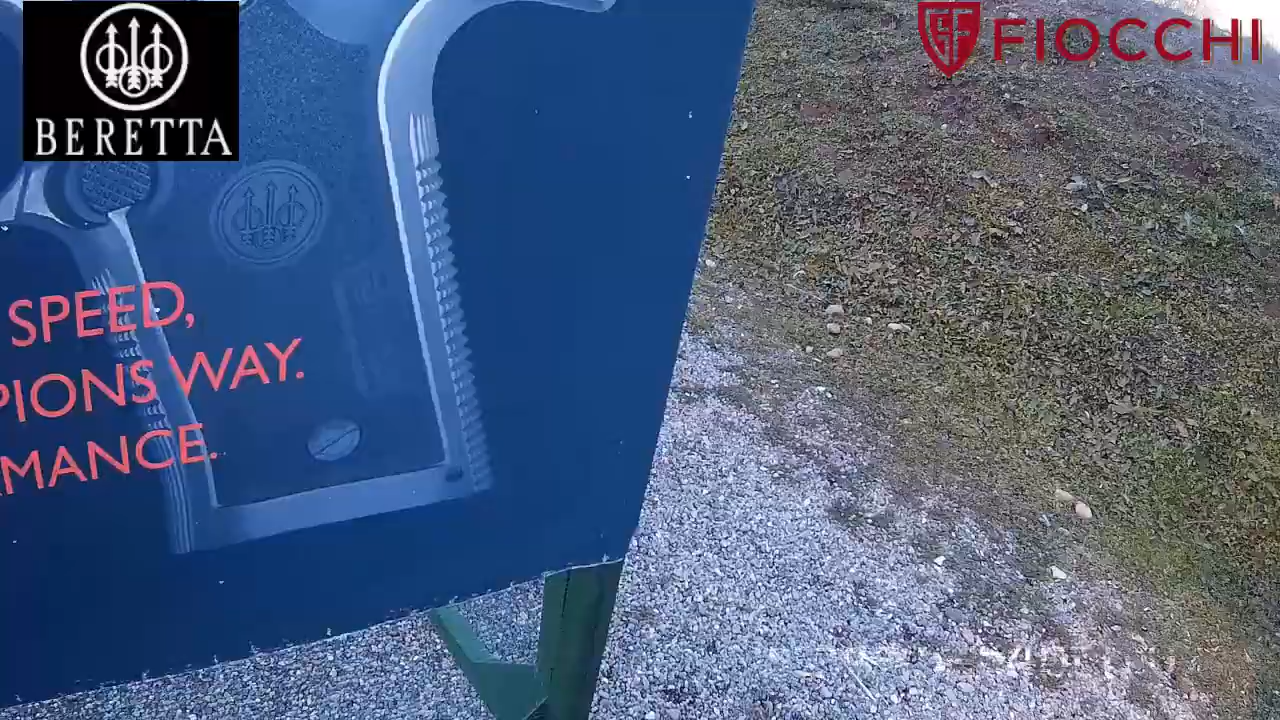 BERETTA
FIOCCHI
SPEED,
PIONS WAY.
MANCE.